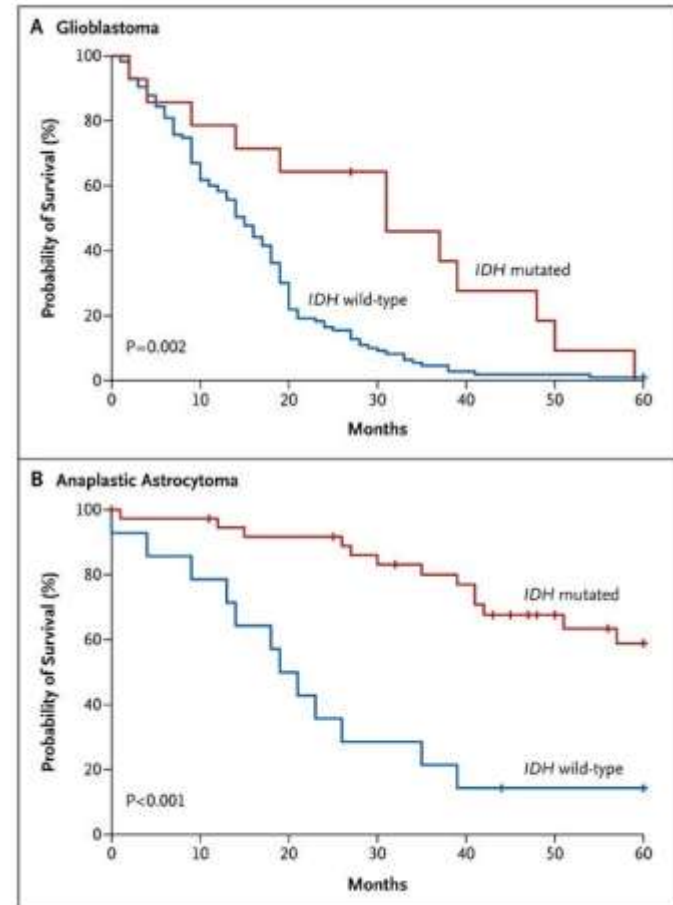 A Glioblastoma
Probability of Survival (%)
100
80
60
40
20
0
IDH mutated
IDH wild-type
P=0.002
0 10 20 30 40 50 60
Months
B Anaplastic Astrocytoma
Probability of Survival (%)
100
80
60
40
20
0
IDH mutated
IDH wild-type
P<0.001
0 10 20 30 40 50 60
Months